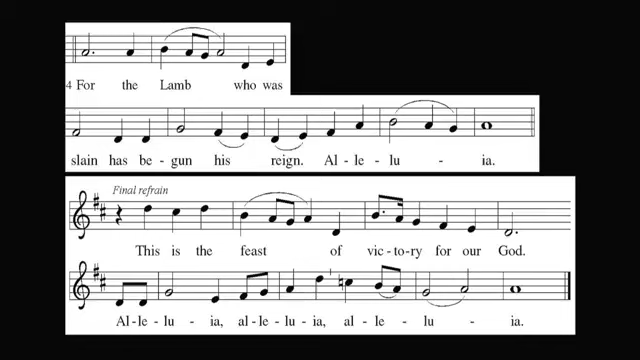 4 For the Lamb who was
slain has be - gun his reign. Al - le - lu - ia.
Final refrain
This is the feast of vic - to - ry for our God.
Al - le - lu - ia, al - le - lu - ia, al - le - lu - ia.